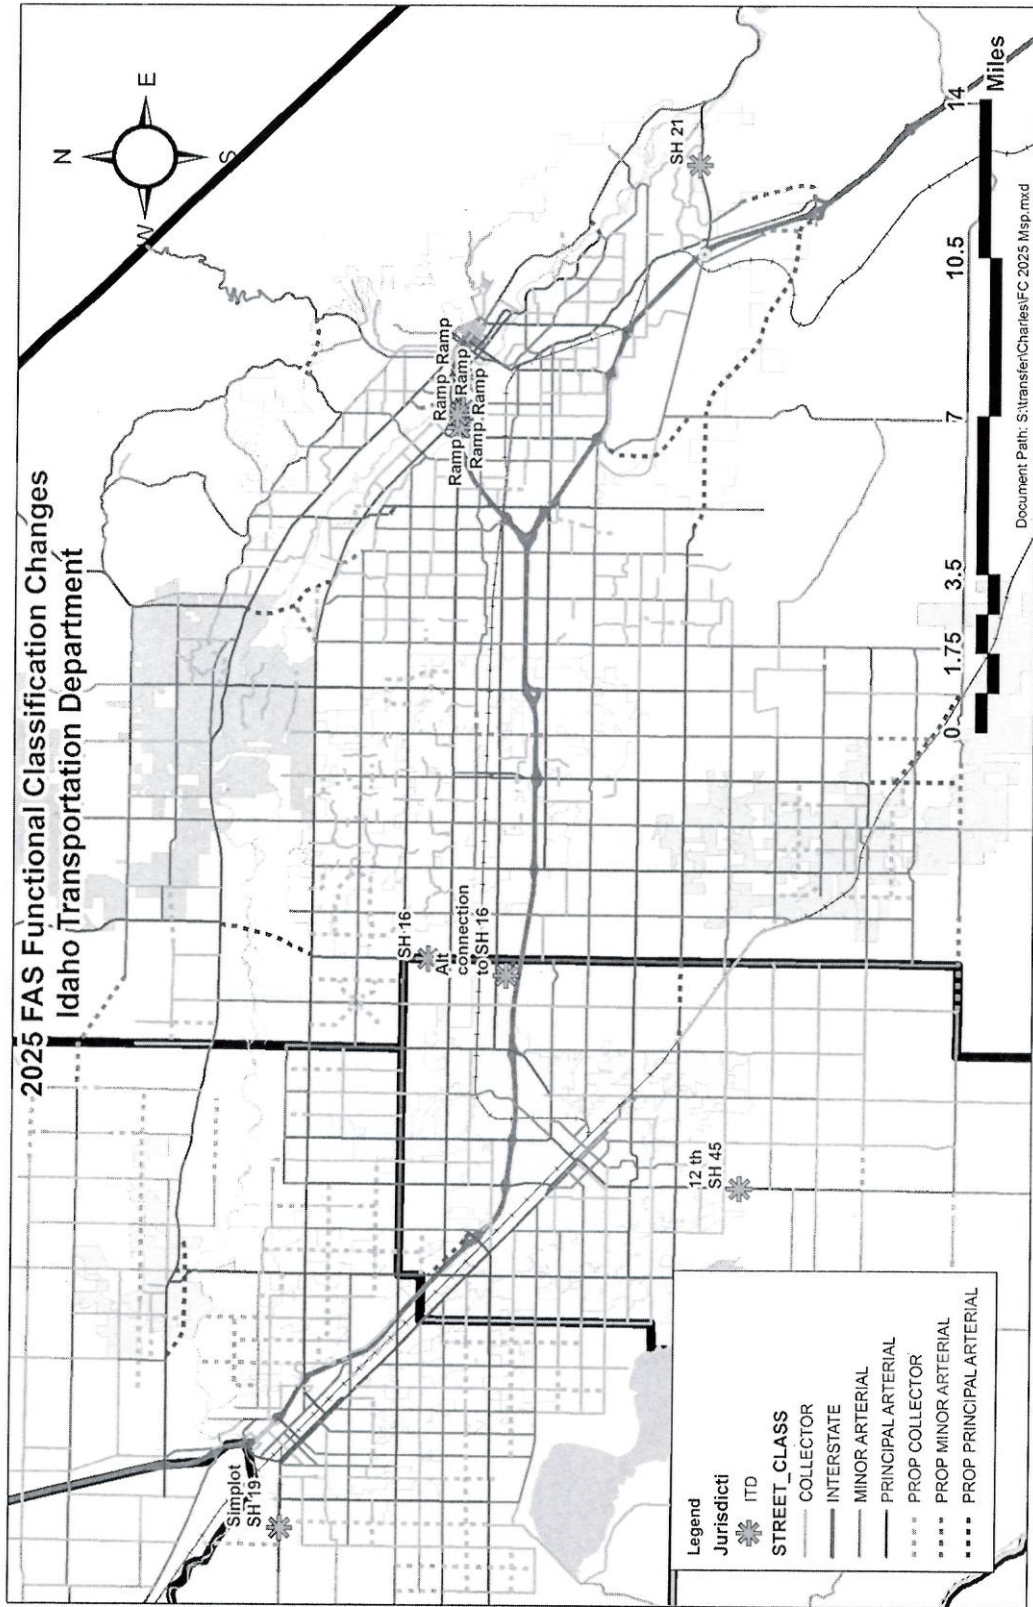 2025 FAS Functional Classification Changes
Idaho Transportation Department
N
W
E
S
Simplot
SH 19
SH 16
Alt
connection
to SH 16
Ramp
Ramp
Ramp
Ramp
Ramp
Ramp
SH 21
12 th
SH 45
Legend
Jurisdicti
ITD
STREET_CLASS
COLLECTOR
INTERSTATE
MINOR ARTERIAL
PRINCIPAL ARTERIAL
PROP COLLECTOR
PROP MINOR ARTERIAL
PROP PRINCIPAL ARTERIAL
0 1.75 3.5 7 10.5 14
Miles
Document Path: S:\transfer\Charles\FC 2025 Msp.mxd